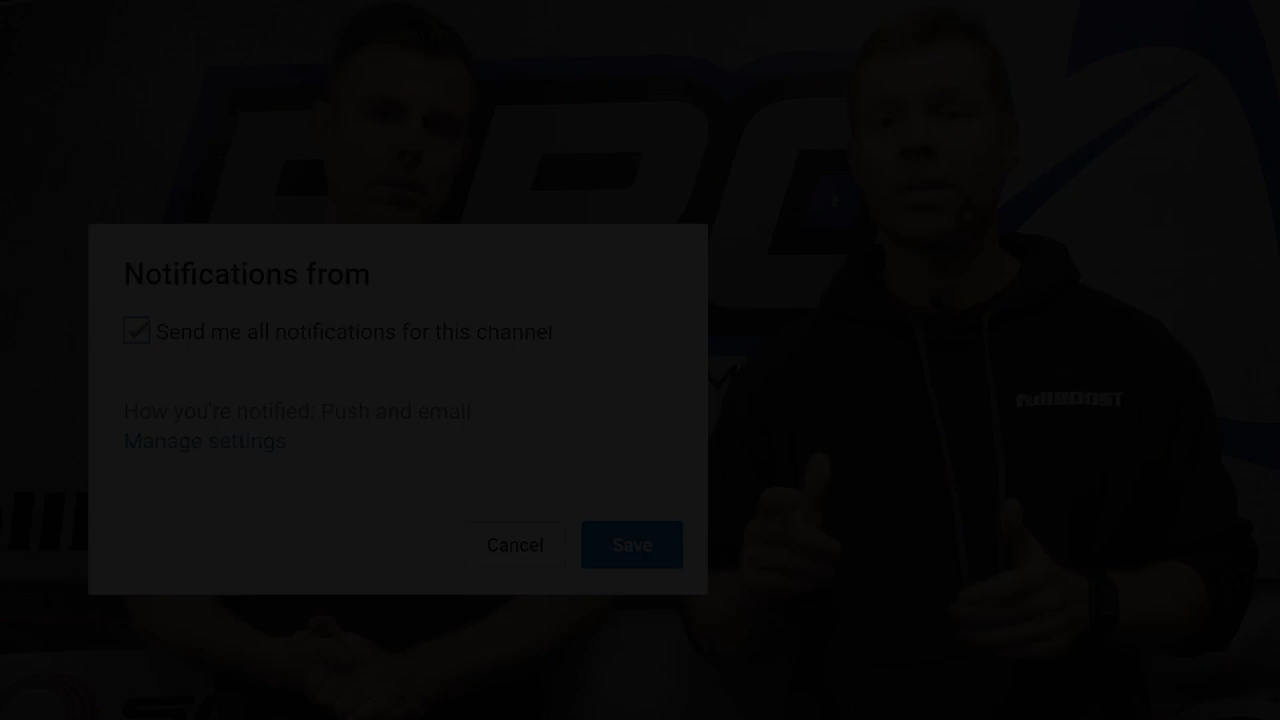 Notifications from
Send me all notifications for this channel
How you're notified: Push and email
Manage settings
Cancel
Save
fullBOOST